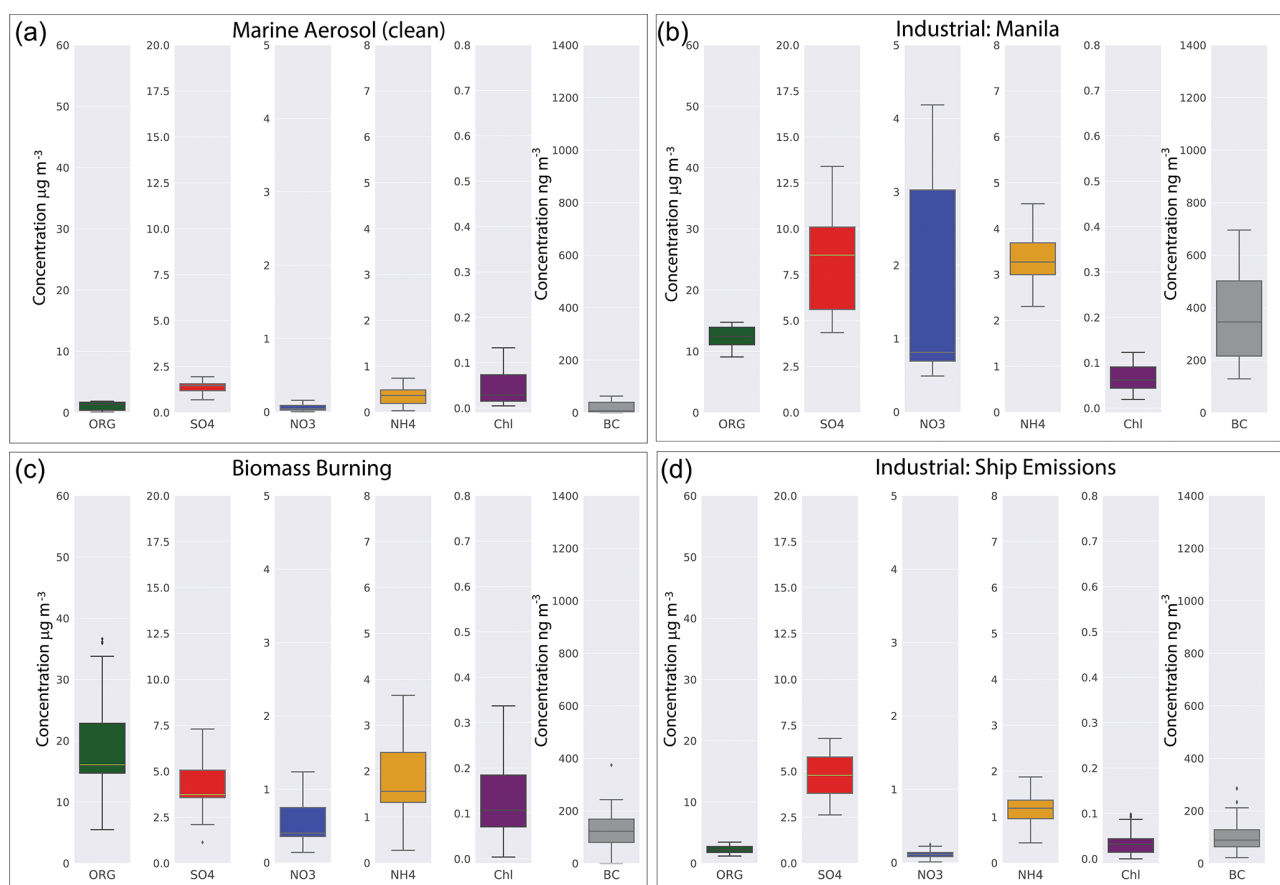 (a) Marine Aerosol (clean)
60 20.0 5 8 0.8 1400
50 17.5 4 7 0.7 1200
40 15.0 3 6 0.6 1000
30 12.5 2 5 0.5 800
20 10.0 1 4 0.4 600
10 7.5 0 3 0.3 400
0 5.0 2 0.2 200
2.5 1 0.1 0
0.0 0 0.0
Concentration μg m-3
Concentration ng m-3
ORG SO4 NO3 NH4 Chl BC
(b) Industrial: Manila
60 20.0 5 8 0.8 1400
50 17.5 4 7 0.7 1200
40 15.0 3 6 0.6 1000
30 12.5 2 5 0.5 800
20 10.0 1 4 0.4 600
10 7.5 0 3 0.3 400
0 5.0 2 0.2 200
2.5 1 0.1 0
0.0 0 0.0
Concentration μg m-3
Concentration ng m-3
ORG SO4 NO3 NH4 Chl BC
(c) Biomass Burning
60 20.0 5 8 0.8 1400
50 17.5 4 7 0.7 1200
40 15.0 3 6 0.6 1000
30 12.5 2 5 0.5 800
20 10.0 1 4 0.4 600
10 7.5 0 3 0.3 400
0 5.0 2 0.2 200
2.5 1 0.1 0
0.0 0 0.0
Concentration μg m-3
Concentration ng m-3
ORG SO4 NO3 NH4 Chl BC
(d) Industrial: Ship Emissions
60 20.0 5 8 0.8 1400
50 17.5 4 7 0.7 1200
40 15.0 3 6 0.6 1000
30 12.5 2 5 0.5 800
20 10.0 1 4 0.4 600
10 7.5 0 3 0.3 400
0 5.0 2 0.2 200
2.5 1 0.1 0
0.0 0 0.0
Concentration μg m-3
Concentration ng m-3
ORG SO4 NO3 NH4 Chl BC